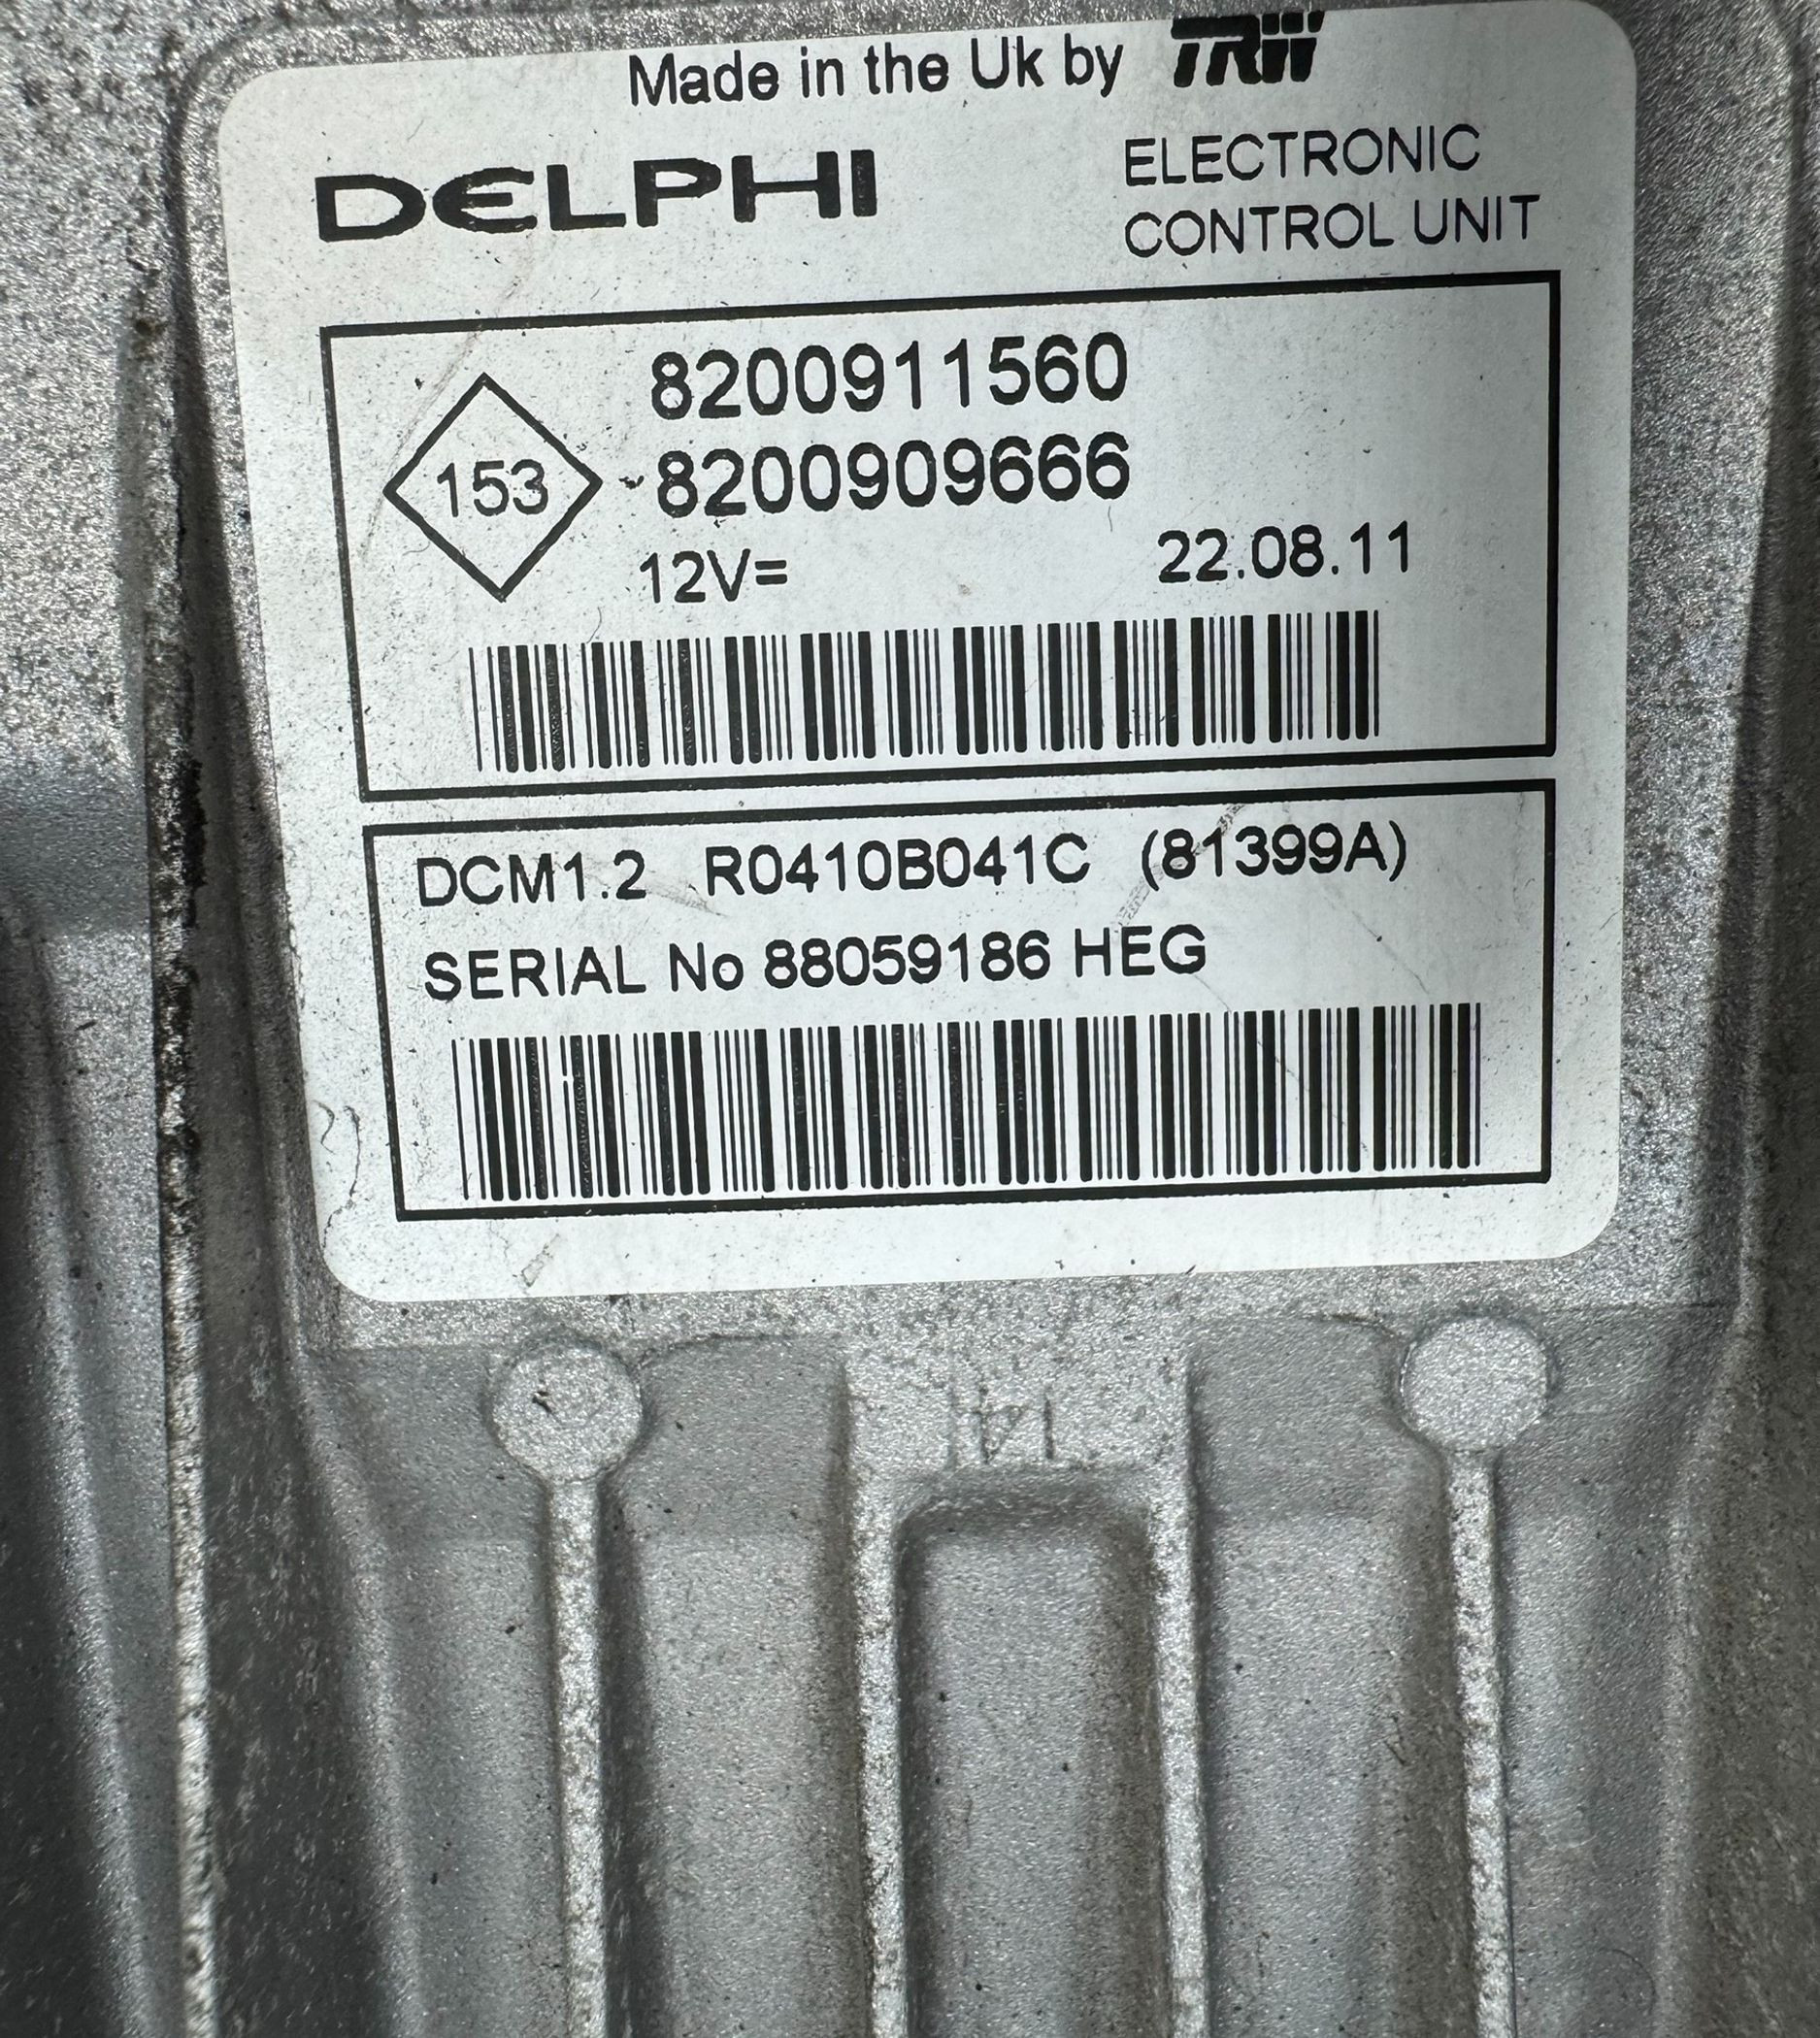 Made in the Uk by TRW
DELPHI
ELECTRONIC
CONTROL UNIT
8200911560
153
8200909666
12V= 22.08.11
DCM1.2 R0410B041C (81399A)
SERIAL No 88059186 HEG